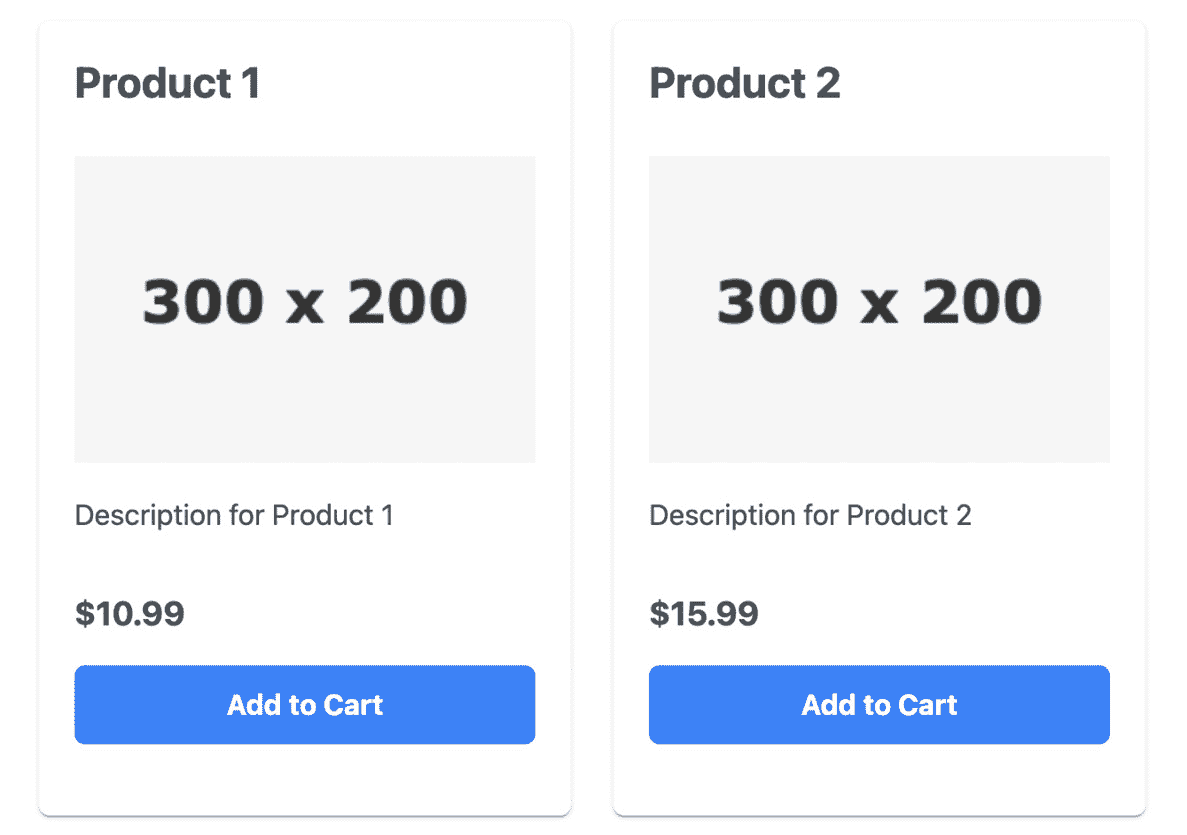 Product 1
300 x 200
Description for Product 1
$10.99
Add to Cart
Product 2
300 x 200
Description for Product 2
$15.99
Add to Cart